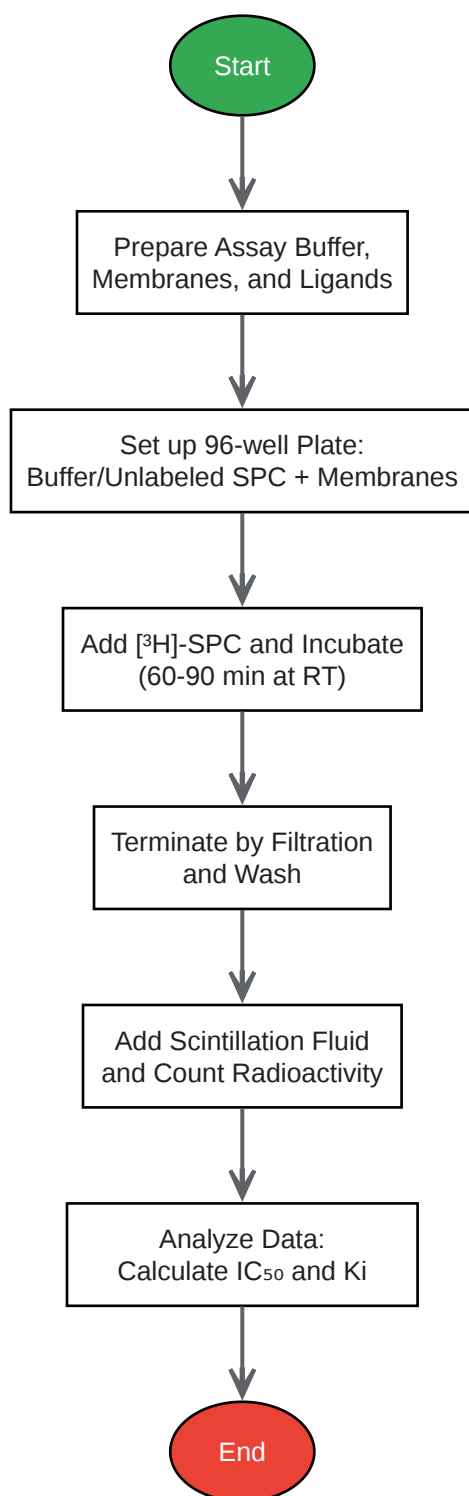 Start
Prepare Assay Buffer,
Membranes, and Ligands
Set up 96-well Plate:
Buffer/Unlabeled SPC + Membranes
Add [³H]-SPC and Incubate
(60-90 min at RT)
Terminate by Filtration
and Wash
Add Scintillation Fluid
and Count Radioactivity
Analyze Data:
Calculate IC₅₀ and Ki
End